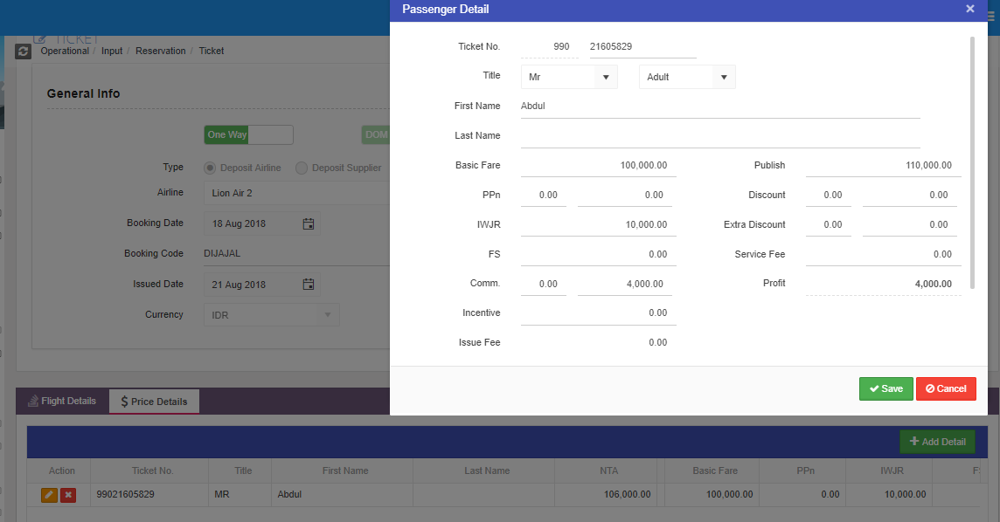 Passenger Detail ×
TICKET
Operational / Input / Reservation / Ticket
General Info
One Way DOM
Type Deposit Airline Deposit Supplier
Airline Lion Air 2
Booking Date 18 Aug 2018
Booking Code DIJAJAL
Issued Date 21 Aug 2018
Currency IDR
Ticket No. 990 21605829
Title Mr Adult
First Name Abdul
Last Name
Basic Fare 100,000.00 Publish 110,000.00
PPn 0.00 0.00 Discount 0.00 0.00
IWJR 10,000.00 Extra Discount 0.00 0.00
FS 0.00 Service Fee 0.00
Comm. 0.00 4,000.00 Profit 4,000.00
Incentive 0.00
Issue Fee 0.00
Save Cancel
Flight Details $ Price Details
+ Add Detail
Action Ticket No. Title First Name Last Name NTA Basic Fare PPn IWJR
99021605829 MR Abdul 106,000.00 100,000.00 0.00 10,000.00